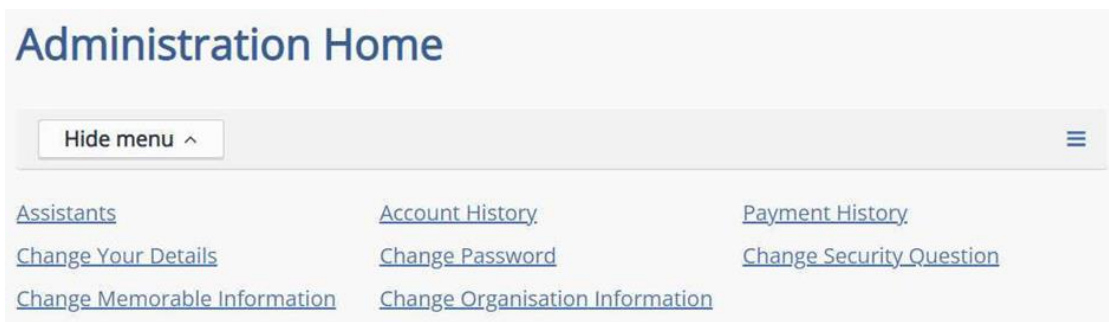 Administration Home
Hide menu
Assistants Account History Payment History
Change Your Details Change Password Change Security Question
Change Memorable Information Change Organisation Information